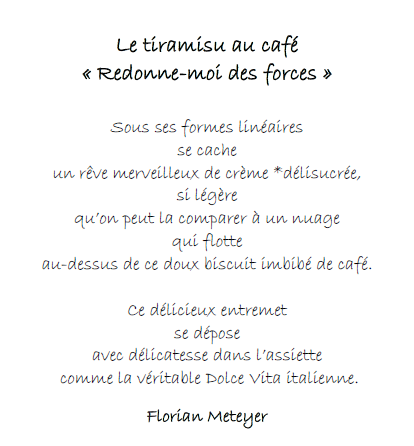 Le tiramisu au café
« Redonne-moi des forces »
Sous ses formes linéaires
se cache
un rêve merveilleux de crème *délisucrée,
si légère
qu'on peut la comparer à un nuage
qui flotte
au-dessus de ce doux biscuit imbibé de café.
Ce délicieux entremet
se dépose
avec délicatesse dans l'assiette
comme la véritable Dolce Vita italienne.
Florian Meteyer